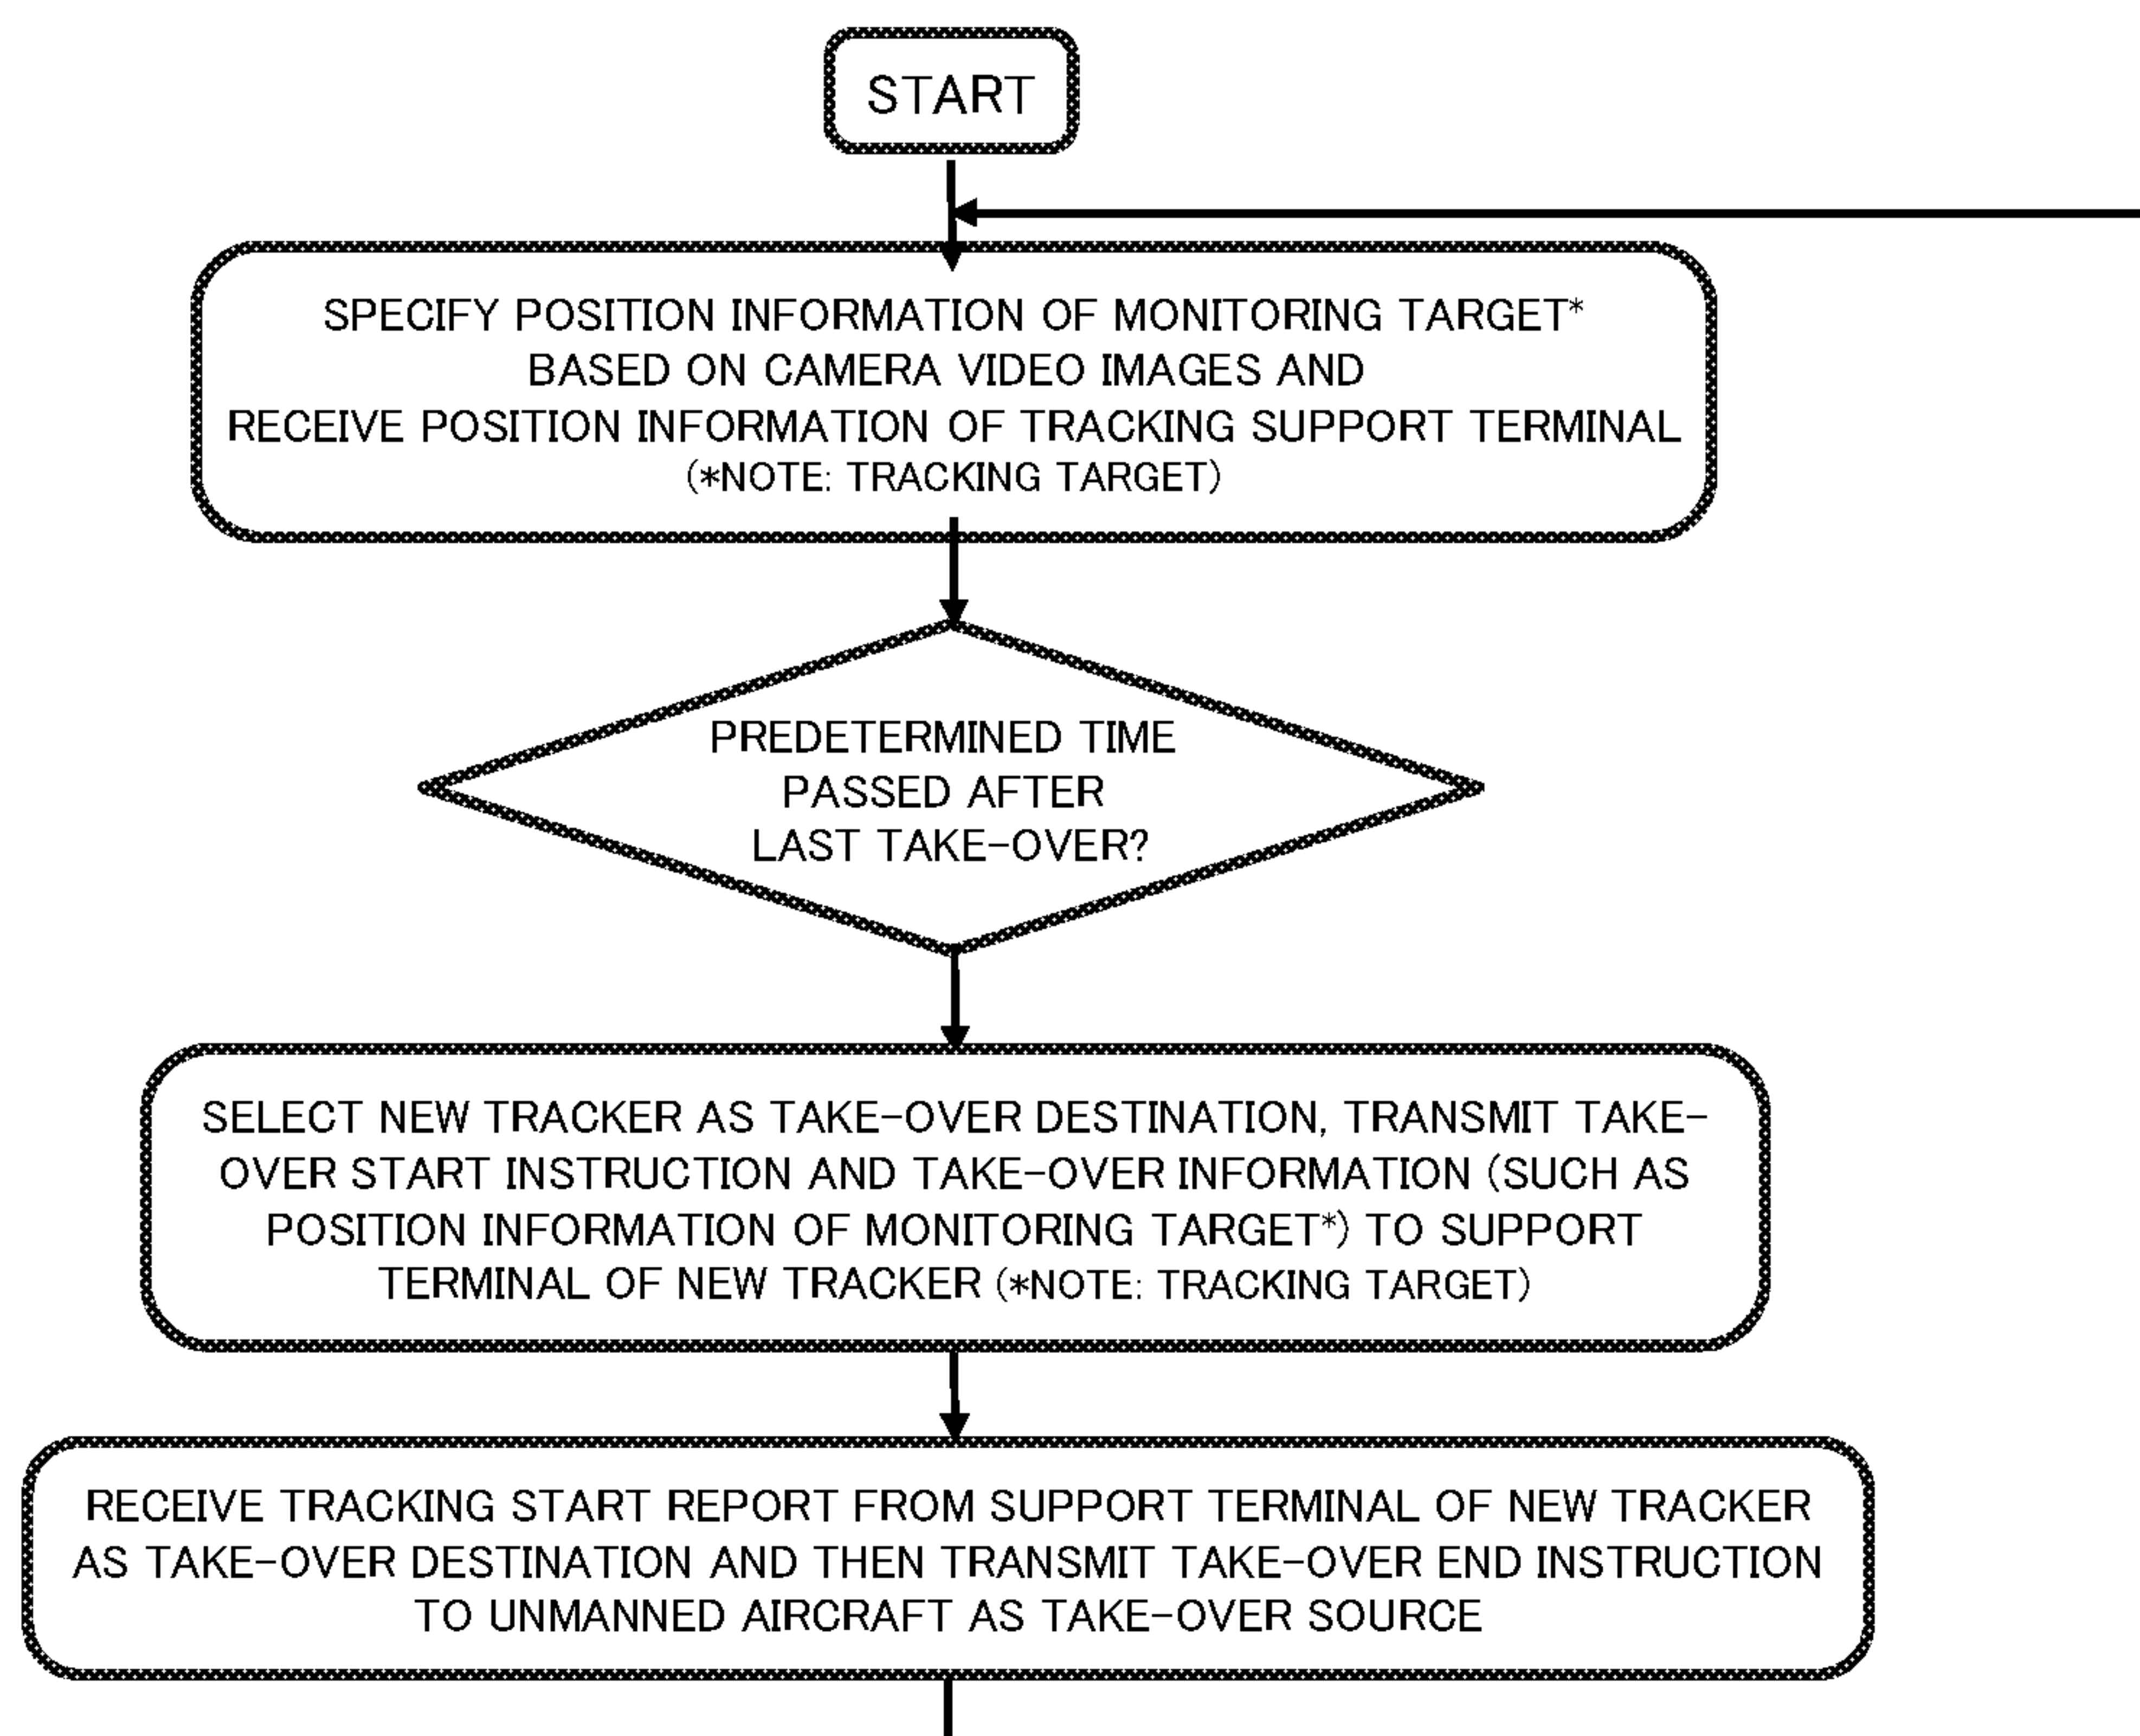 START
SPECIFY POSITION INFORMATION OF MONITORING TARGET*
BASED ON CAMERA VIDEO IMAGES AND
RECEIVE POSITION INFORMATION OF TRACKING SUPPORT TERMINAL
(*NOTE: TRACKING TARGET)
PREDETERMINED TIME
PASSED AFTER
LAST TAKE-OVER?
SELECT NEW TRACKER AS TAKE-OVER DESTINATION, TRANSMIT TAKE-
OVER START INSTRUCTION AND TAKE-OVER INFORMATION (SUCH AS
POSITION INFORMATION OF MONITORING TARGET*) TO SUPPORT
TERMINAL OF NEW TRACKER (*NOTE: TRACKING TARGET)
RECEIVE TRACKING START REPORT FROM SUPPORT TERMINAL OF NEW TRACKER
AS TAKE-OVER DESTINATION AND THEN TRANSMIT TAKE-OVER END INSTRUCTION
TO UNMANNED AIRCRAFT AS TAKE-OVER SOURCE